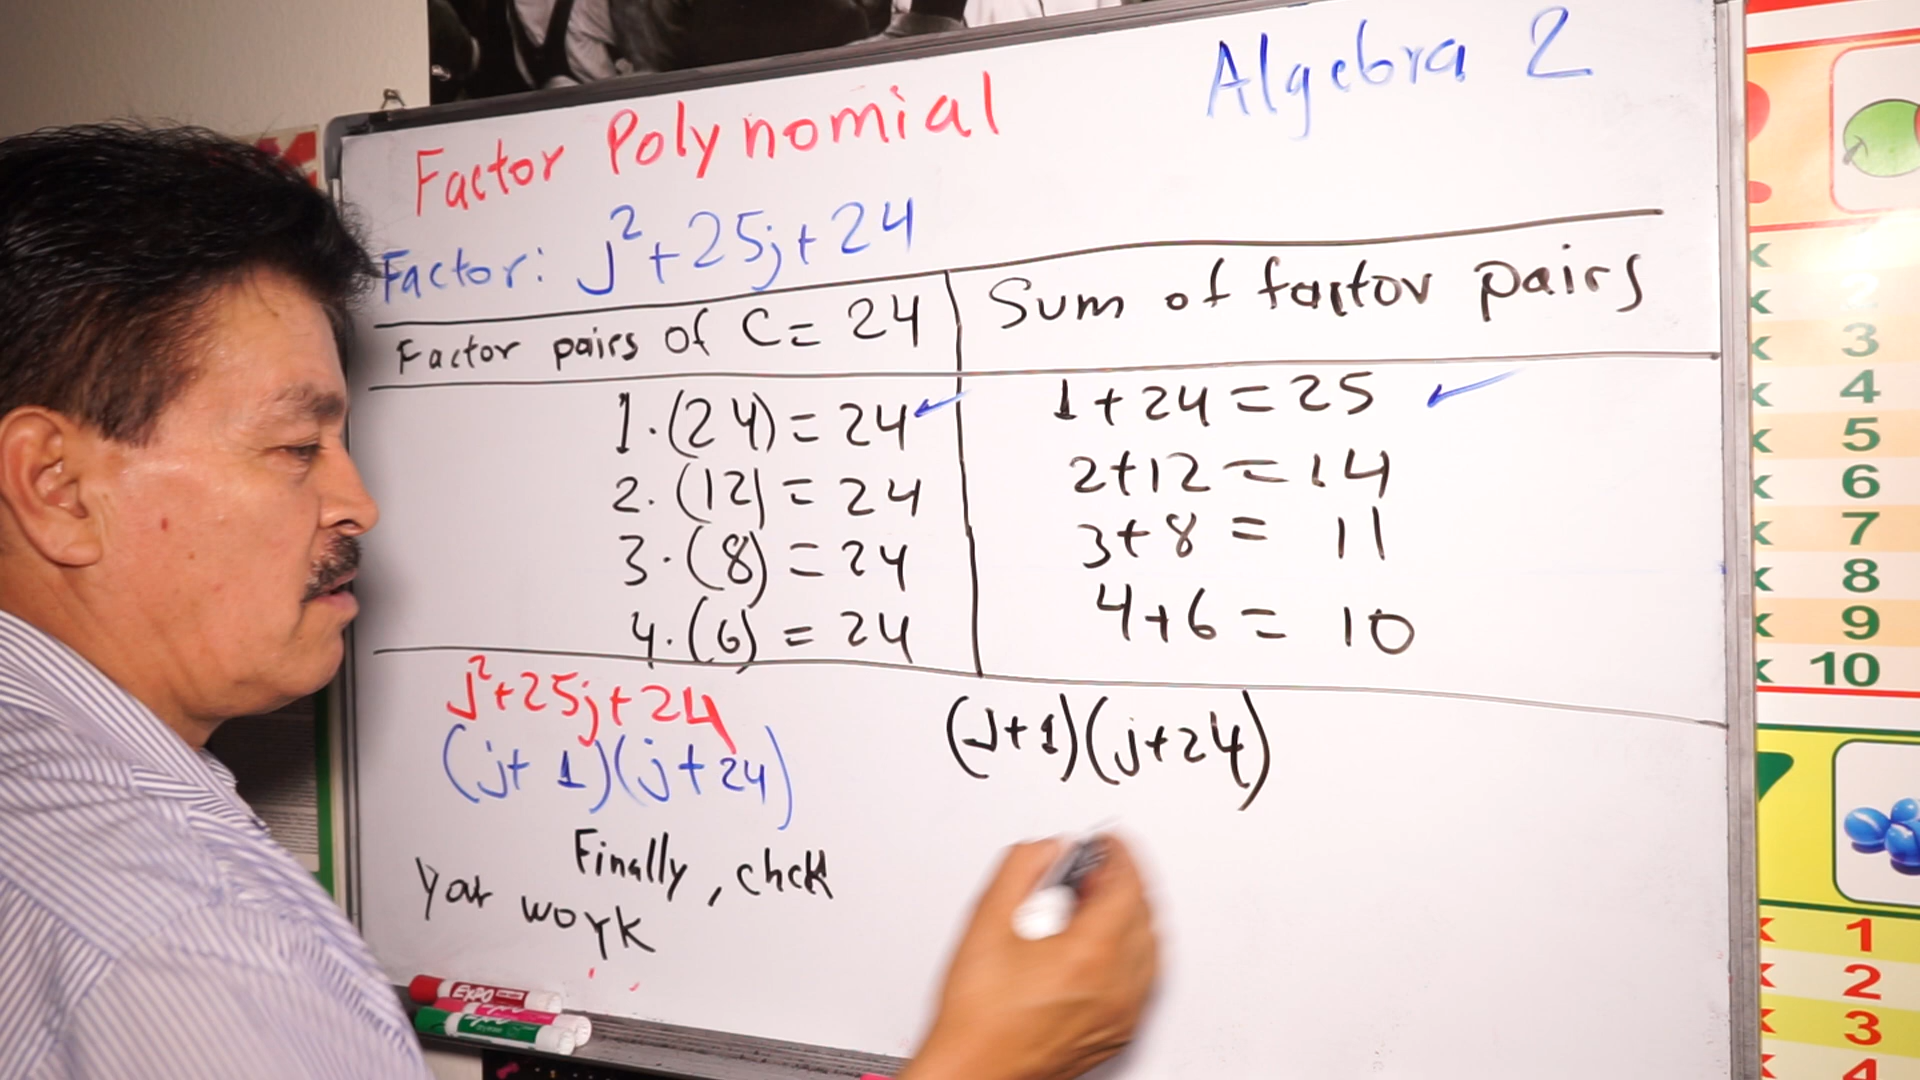 Algebra 2
Factor Polynomial
Factor: j²+25j+24
Factor pairs of C = 24
Sum of factor pairs
1·(24) = 24 ✓
1+24=25 ✓
2·(12) = 24
2+12=14
3·(8) = 24
3+8 = 11
4·(6) = 24
4+6 = 10
j²+25j+24
(j+1)(j+24)
(j+1)(j+24)
Finally, chck
your work
EXPO
x
x
x 3
x 4
x 5
x 6
x 7
x 8
x 9
x 10
x 1
x 2
x 3
x 4